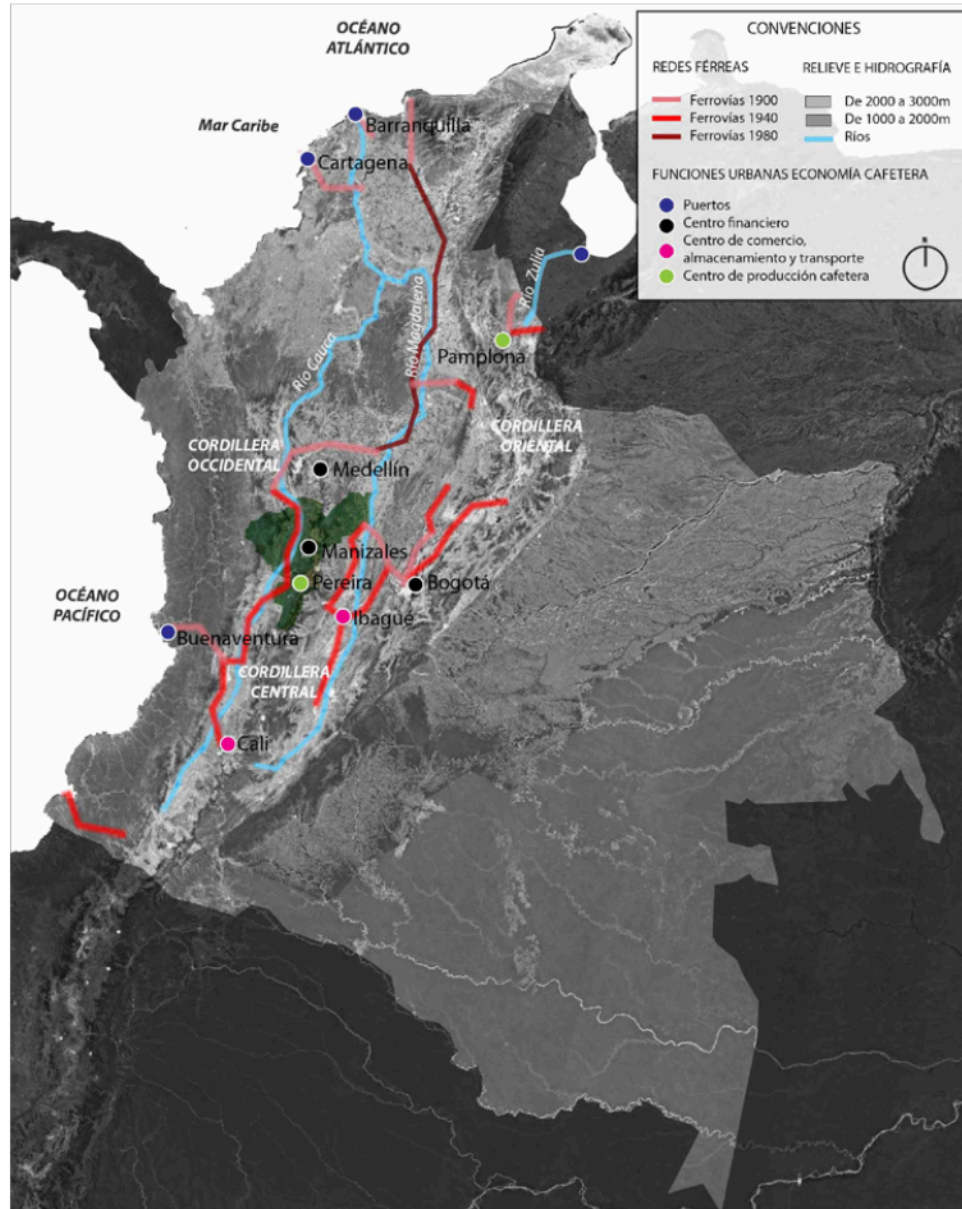 OCÉANO
ATLÁNTICO
Mar Caribe
Barranquilla
Cartagena
CONVENCIONES
REDES FÉRREAS
Ferrovías 1900
Ferrovías 1940
Ferrovías 1980
RELIEVE E HIDROGRAFÍA
De 2000 a 3000m
De 1000 a 2000m
Ríos
FUNCIONES URBANAS ECONOMÍA CAFETERA
Puertos
Centro financiero
Centro de comercio,
almacenamiento y transporte
Centro de producción cafetera
N
Río Zulia
Río Magdalena
Río Cauca
Pamplona
CORDILLERA
ORIENTAL
CORDILLERA
OCCIDENTAL
Medellín
Manizales
Pereira
Bogotá
Ibague
OCÉANO
PACÍFICO
Buenaventura
CORDILLERA
CENTRAL
Cali